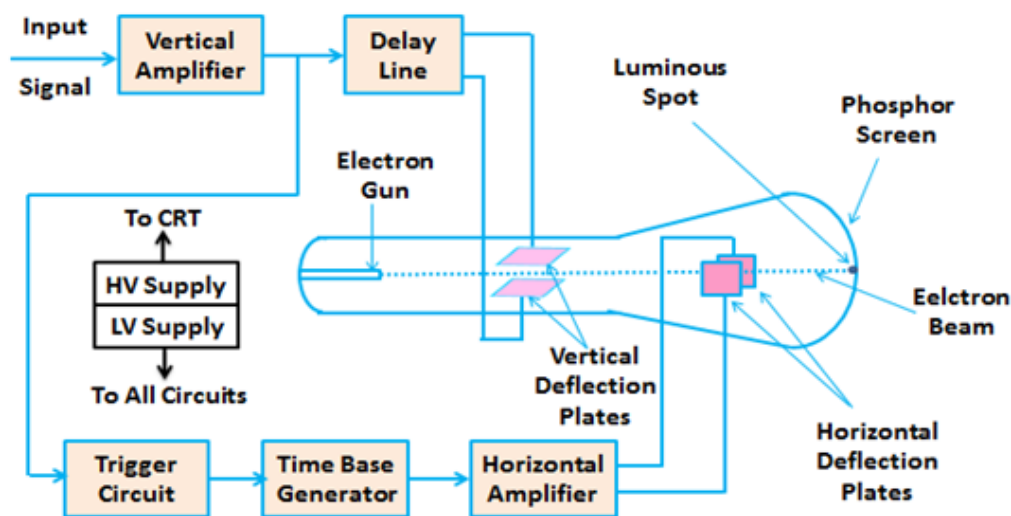 Input
Signal
Vertical
Amplifier
Delay
Line
Luminous
Spot
Phosphor
Screen
Electron
Gun
To CRT
HV Supply
LV Supply
To All Circuits
Vertical
Deflection
Plates
Eelctron
Beam
Horizontal
Deflection
Plates
Trigger
Circuit
Time Base
Generator
Horizontal
Amplifier